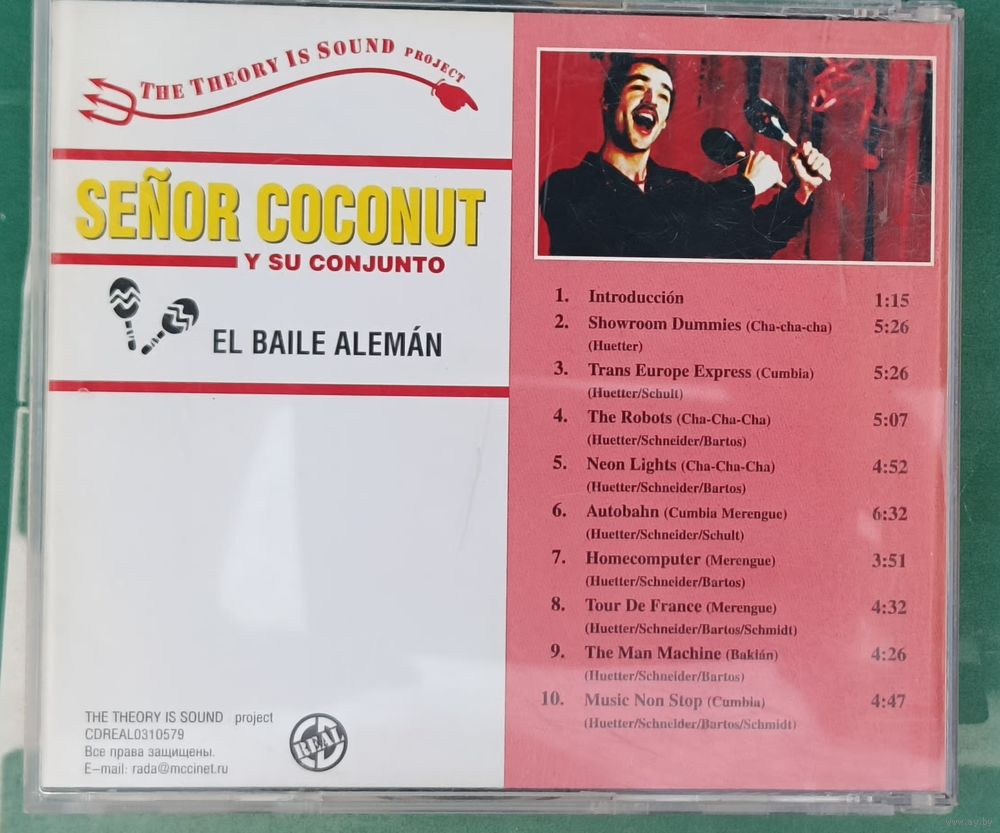 THE THEORY IS SOUND PROJECT
SEÑOR COCONUT
Y SU CONJUNTO
EL BAILE ALEMÁN
1. Introducción 1:15
2. Showroom Dummies (Cha-cha-cha) 5:26
(Huetter)
3. Trans Europe Express (Cumbia) 5:26
(Huetter/Schult)
4. The Robots (Cha-Cha-Cha) 5:07
(Huetter/Schneider/Bartos)
5. Neon Lights (Cha-Cha-Cha) 4:52
(Huetter/Schneider/Bartos)
6. Autobahn (Cumbia Merengue) 6:32
(Huetter/Schneider/Schult)
7. Homecomputer (Merengue) 3:51
(Huetter/Schneider/Bartos)
8. Tour De France (Merengue) 4:32
(Huetter/Schneider/Bartos/Schmidt)
9. The Man Machine (Baklán) 4:26
(Huetter/Schneider/Bartos)
10. Music Non Stop (Cumbia) 4:47
(Huetter/Schneider/Bartos/Schmidt)
THE THEORY IS SOUND project
CDREAL0310579
Все права защищены.
E-mail: rada@mccinet.ru
REAL
www.ay.by